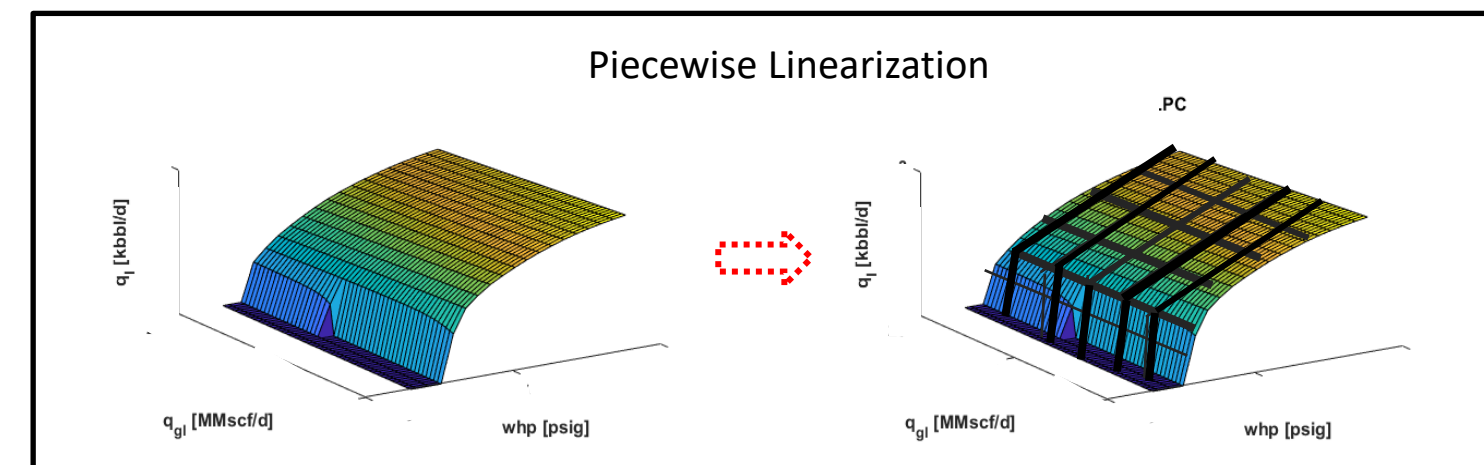 Piecewise Linearization
.PC
q_l [kbbl/d]
q_gl [MMscf/d]
whp [psig]
q_l [kbbl/d]
q_gl [MMscf/d]
whp [psig]